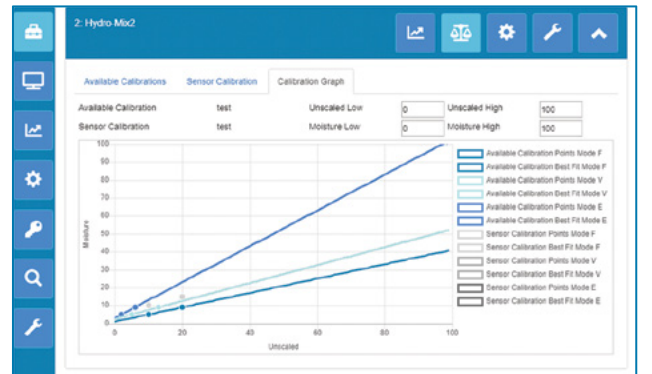 2: Hydro-Mix2
Available Calibrations Sensor Calibration Calibration Graph
Available Calibration test Unscaled Low 0 Unscaled High 100
Sensor Calibration test Moisture Low 0 Moisture High 100
100
90
80
70
60
50
40
30
20
10
0
Moisture
0 20 40 60 80 100
Unscaled
Available Calibration Points Mode F
Available Calibration Best Fit Mode F
Available Calibration Points Mode V
Available Calibration Best Fit Mode V
Available Calibration Points Mode E
Available Calibration Best Fit Mode E
Sensor Calibration Points Mode F
Sensor Calibration Best Fit Mode F
Sensor Calibration Points Mode V
Sensor Calibration Best Fit Mode V
Sensor Calibration Points Mode E
Sensor Calibration Best Fit Mode E